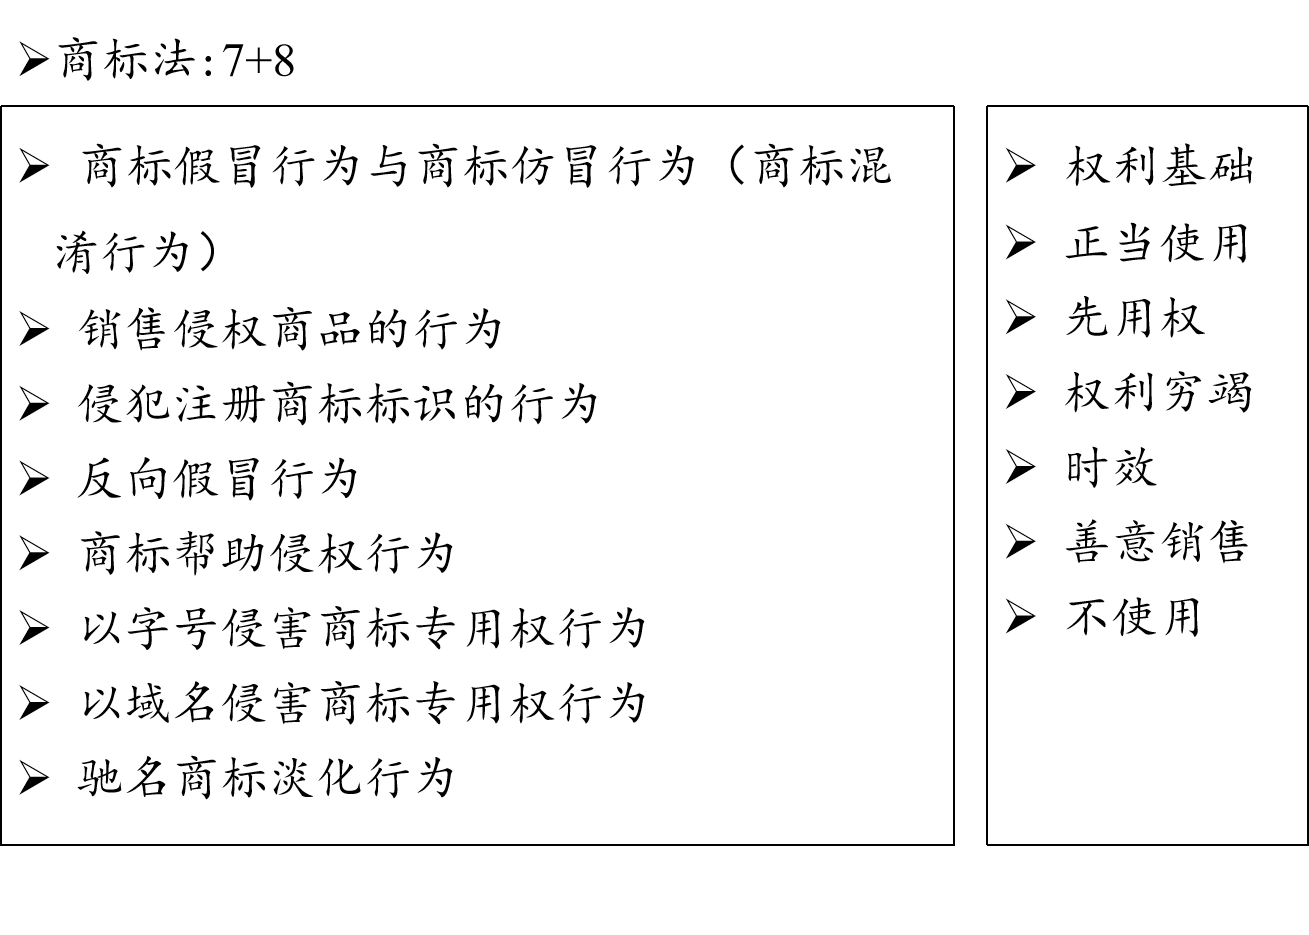 ➢商标法:7+8
➢ 商标假冒行为与商标仿冒行为（商标混
淆行为）
➢ 销售侵权商品的行为
➢ 侵犯注册商标标识的行为
➢ 反向假冒行为
➢ 商标帮助侵权行为
➢ 以字号侵害商标专用权行为
➢ 以域名侵害商标专用权行为
➢ 驰名商标淡化行为
➢ 权利基础
➢ 正当使用
➢ 先用权
➢ 权利穷竭
➢ 时效
➢ 善意销售
➢ 不使用